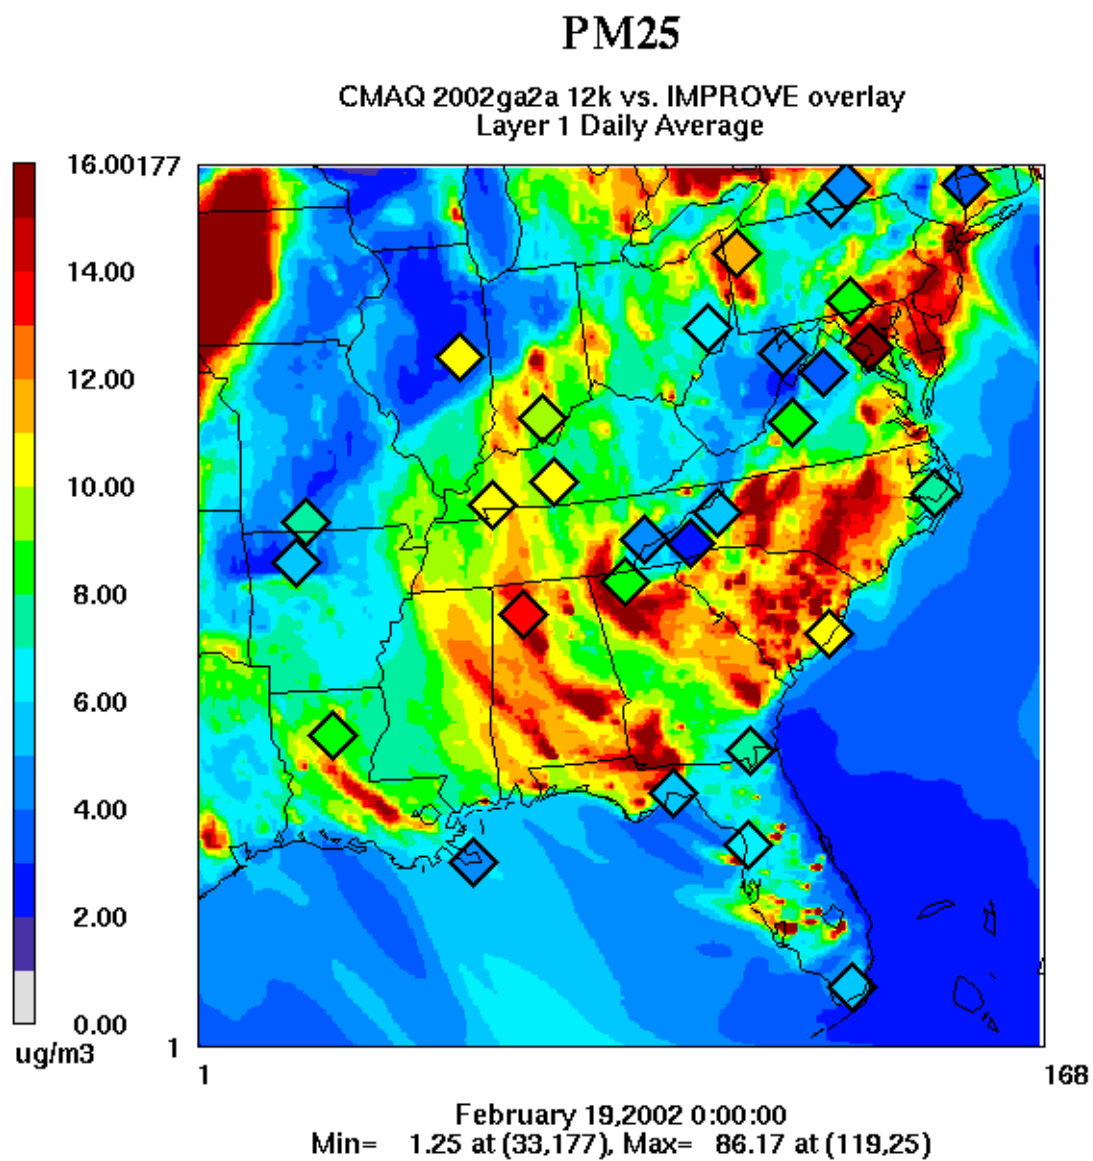 PM25
CMAQ 2002ga2a 12k vs. IMPROVE overlay
Layer 1 Daily Average
16.00
177
14.00
12.00
10.00
8.00
6.00
4.00
2.00
0.00
ug/m3
1
1
168
February 19,2002 0:00:00
Min= 1.25 at (33,177), Max= 86.17 at (119,25)